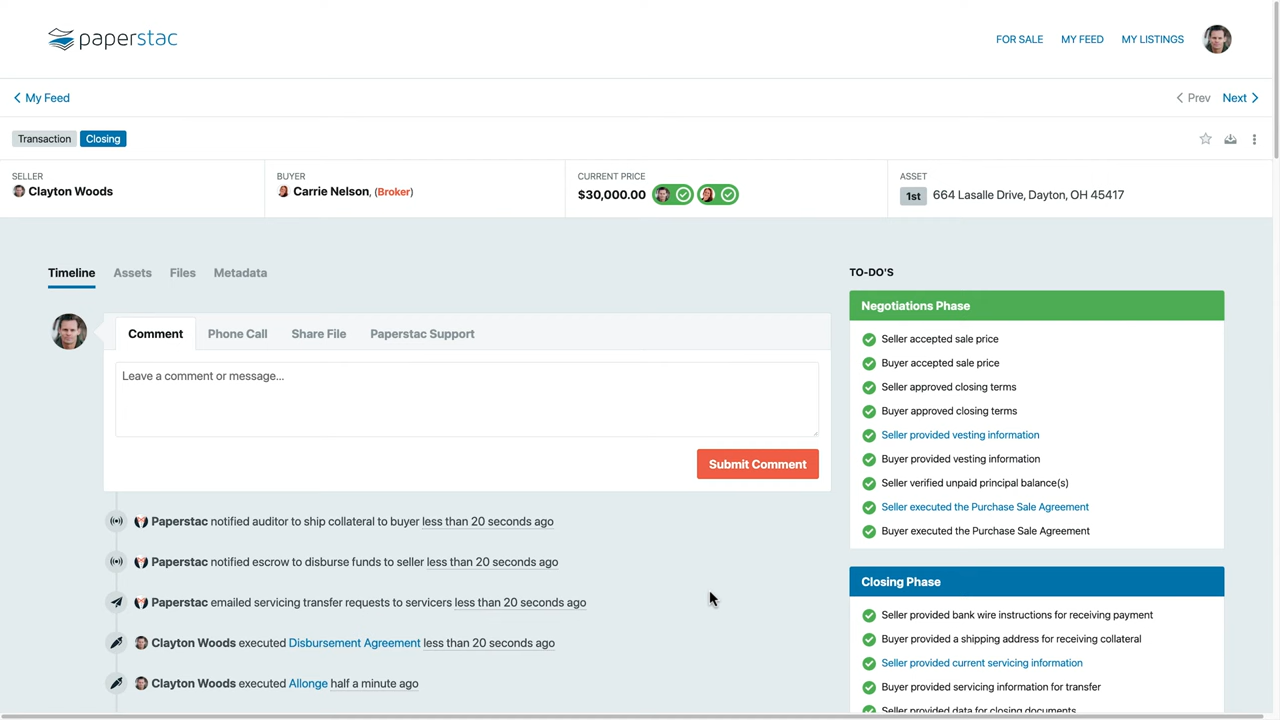 paperstac
FOR SALE
MY FEED
MY LISTINGS
My Feed
Prev
Next
Transaction
Closing
SELLER
Clayton Woods
BUYER
Carrie Nelson, (Broker)
CURRENT PRICE
$30,000.00
ASSET
1st
664 Lasalle Drive, Dayton, OH 45417
Timeline
Assets
Files
Metadata
Comment
Phone Call
Share File
Paperstac Support
Leave a comment or message...
Submit Comment
Paperstac notified auditor to ship collateral to buyer less than 20 seconds ago
Paperstac notified escrow to disburse funds to seller less than 20 seconds ago
Paperstac emailed servicing transfer requests to servicers less than 20 seconds ago
Clayton Woods executed Disbursement Agreement less than 20 seconds ago
Clayton Woods executed Allonge half a minute ago
TO-DO'S
Negotiations Phase
Seller accepted sale price
Buyer accepted sale price
Seller approved closing terms
Buyer approved closing terms
Seller provided vesting information
Buyer provided vesting information
Seller verified unpaid principal balance(s)
Seller executed the Purchase Sale Agreement
Buyer executed the Purchase Sale Agreement
Closing Phase
Seller provided bank wire instructions for receiving payment
Buyer provided a shipping address for receiving collateral
Seller provided current servicing information
Buyer provided servicing information for transfer
Seller provided data for closing documents